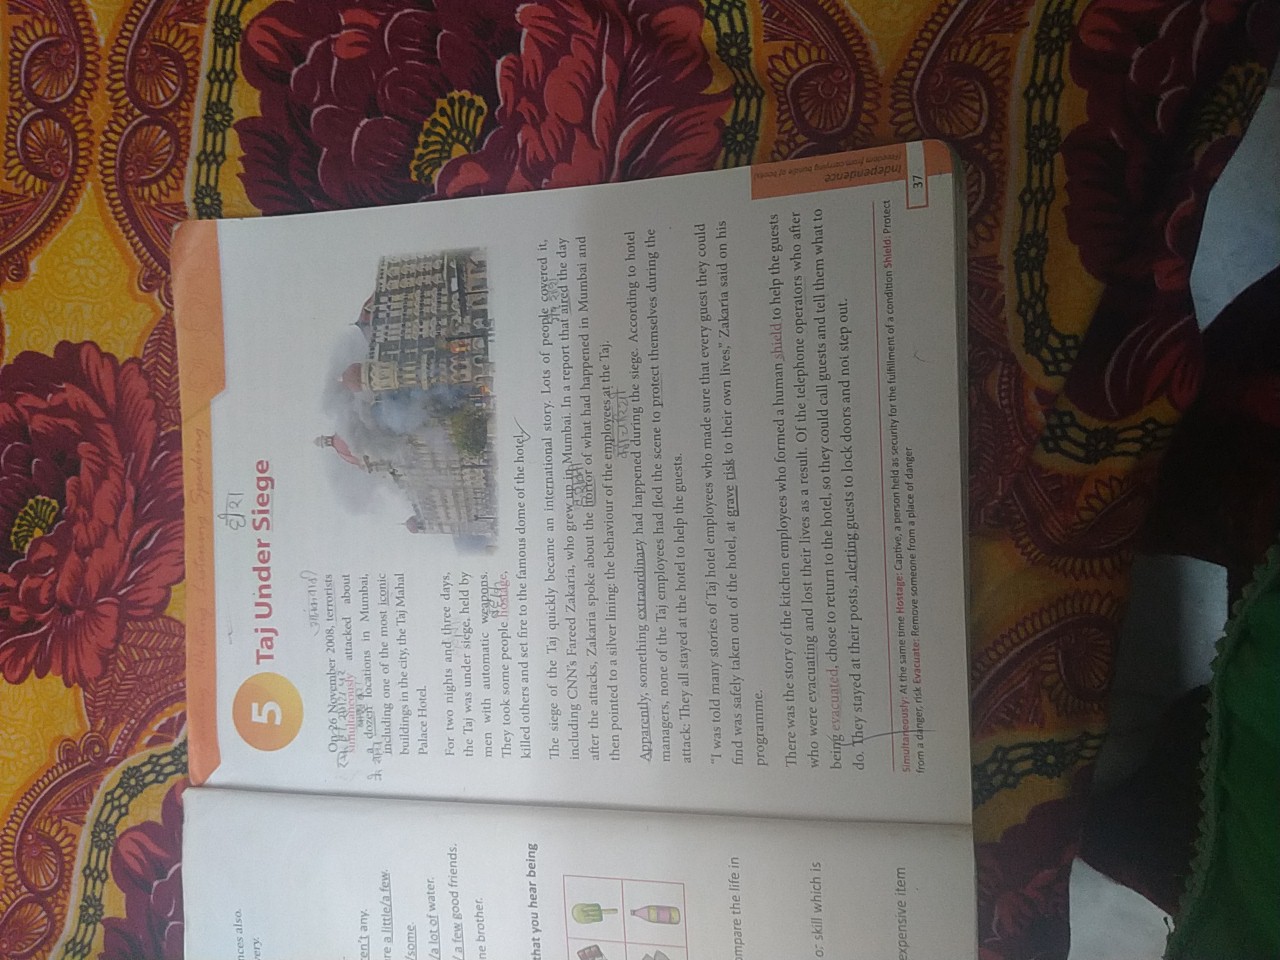 nces also.
very.
ren't any.
re a little/a few.
/some.
/a lot of water.
/ a few good friends.
ne brother.
that you hear being
ompare the life in
or skill which is
expensive item
Writing Listening Speaking
5 Taj Under Siege
On 26 November 2008, terrorists
simultaneously attacked about
a dozen locations in Mumbai,
including one of the most iconic
buildings in the city, the Taj Mahal
Palace Hotel.
For two nights and three days,
the Taj was under siege, held by
men with automatic weapons.
They took some people hostage,
killed others and set fire to the famous dome of the hotel.
The siege of the Taj quickly became an international story. Lots of people covered it,
including CNN's Fareed Zakaria, who grew up in Mumbai. In a report that aired the day
after the attacks, Zakaria spoke about the horror of what had happened in Mumbai and
then pointed to a silver lining: the behaviour of the employees at the Taj.
Apparently, something extraordinary had happened during the siege. According to hotel
managers, none of the Taj employees had fled the scene to protect themselves during the
attack: They all stayed at the hotel to help the guests.
"I was told many stories of Taj hotel employees who made sure that every guest they could
find was safely taken out of the hotel, at grave risk to their own lives," Zakaria said on his
programme.
There was the story of the kitchen employees who formed a human shield to help the guests
who were evacuating and lost their lives as a result. Of the telephone operators who after
being evacuated, chose to return to the hotel, so they could call guests and tell them what to
do. They stayed at their posts, alerting guests to lock doors and not step out.
Simultaneously: At the same time Hostage: Captive, a person held as security for the fulfillment of a condition Shield: Protect
from a danger, risk Evacuate: Remove someone from a place of danger
Independence
37